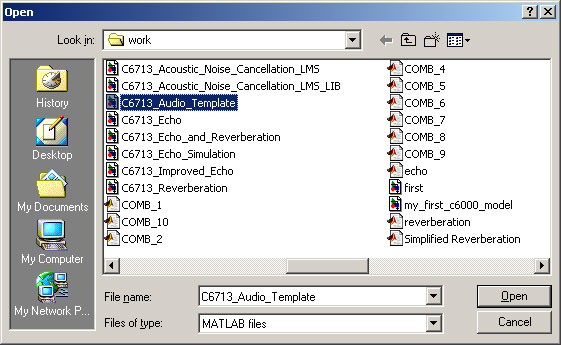 Open
Look in: work
History
Desktop
My Documents
My Computer
My Network P...
C6713_Acoustic_Noise_Cancellation_LMS
C6713_Acoustic_Noise_Cancellation_LMS_LIB
C6713_Audio_Template
C6713_Echo
C6713_Echo_and_Reverberation
C6713_Echo_Simulation
C6713_Improved_Echo
C6713_Reverberation
COMB_1
COMB_10
COMB_2
COMB_4
COMB_5
COMB_6
COMB_7
COMB_8
COMB_9
echo
first
my_first_c6000_model
reverberation
Simplified Reverberation
File name: C6713_Audio_Template
Open
Files of type: MATLAB files
Cancel